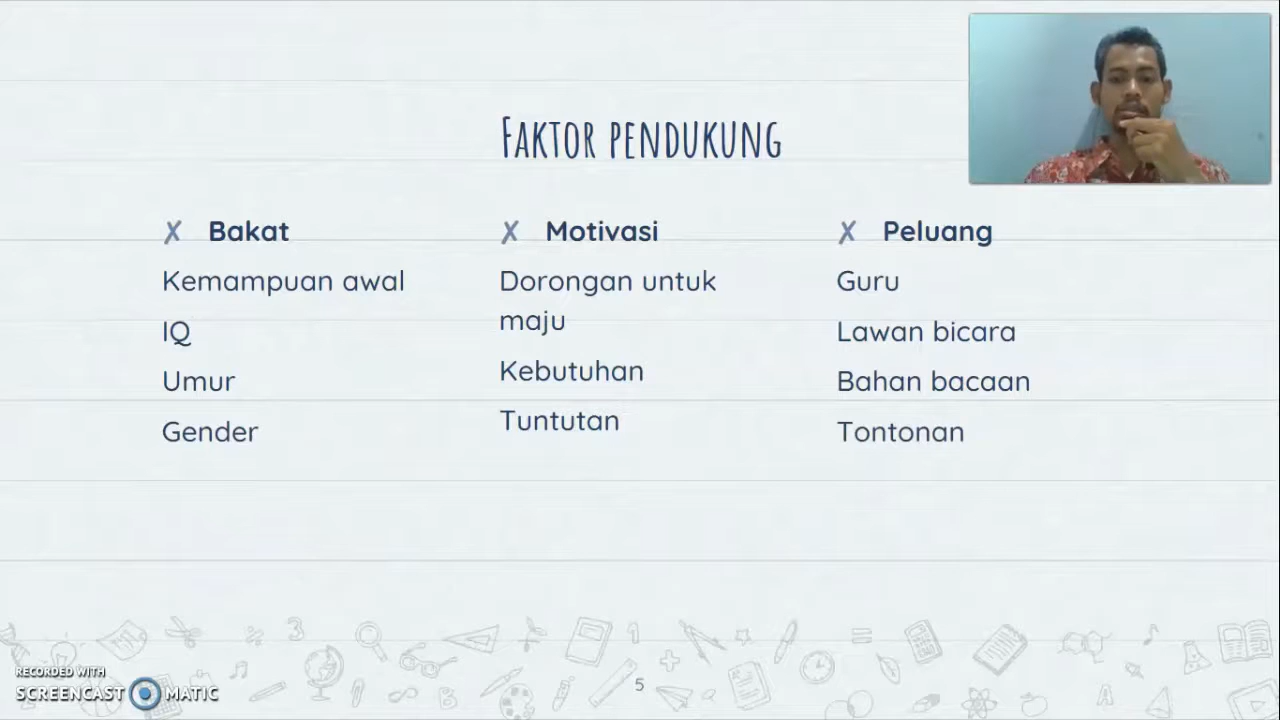 Faktor pendukung
✗ Bakat
Kemampuan awal
IQ
Umur
Gender
✗ Motivasi
Dorongan untuk
maju
Kebutuhan
Tuntutan
✗ Peluang
Guru
Lawan bicara
Bahan bacaan
Tontonan
RECORDED WITH
SCREENCAST MATIC
5